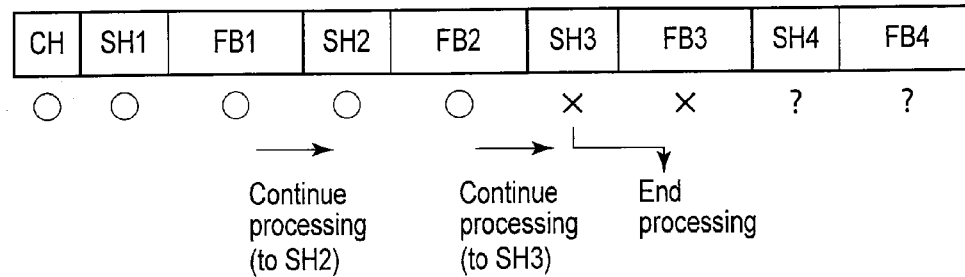 CH SH1 FB1 SH2 FB2 SH3 FB3 SH4 FB4
○ ○ ○ ○ ○ × × ? ?
Continue
processing
(to SH2)
Continue
processing
(to SH3)
End
processing